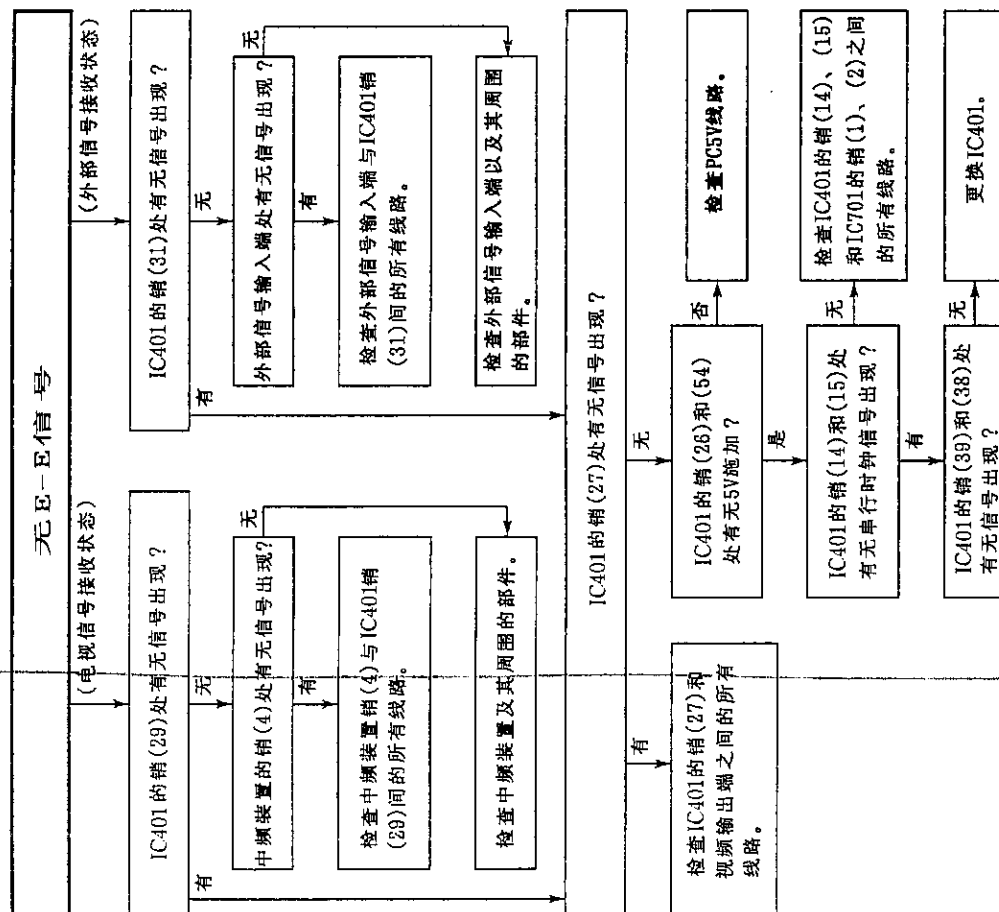 无E-E信号
(电视信号接收状态)
(外部信号接收状态)
IC401的销(29)处有无信号出现？
无
有
中频装置的销(4)处有无信号出现?
无
有
检查中频装置销(4)与IC401销
(29)间的所有线路。
检查中频装置及其周围的部件。
IC401的销(31)处有无信号出现？
无
有
外部信号输入端处有无信号出现?
无
有
检查外部信号输入端与IC401销
(31)间的所有线路。
检查外部信号输入端以及其周围
的部件。
IC401的销(27)处有无信号出现？
有
无
检查IC401的销(27)和
视频输出端之间的所有
线路。
IC401的销(26)和(54)
处有无5V施加？
否
检查PC5V线路。
是
IC401的销(14)和(15)处
有无串行时钟信号出现？
无
检查IC401的销(14)、(15)
和IC701的销(1)、(2)之间
的所有线路。
有
IC401的销(39)和(38)处
有无信号出现？
无
更换IC401。